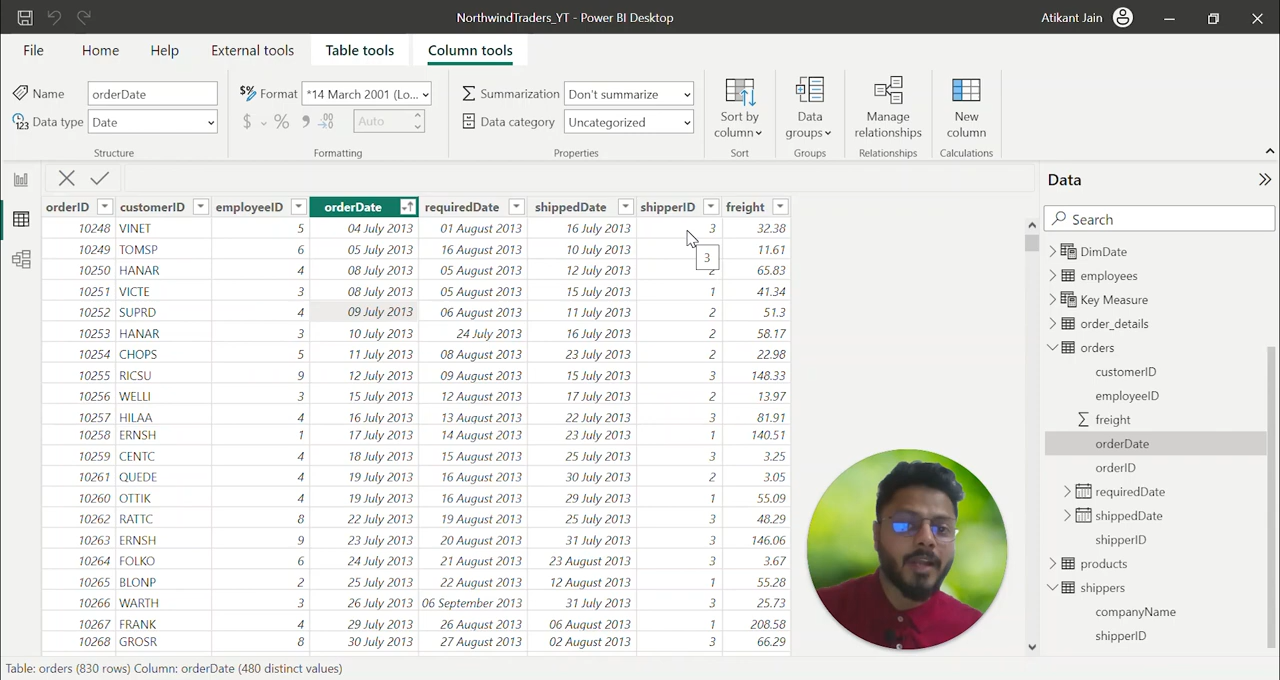 NorthwindTraders_YT - Power BI Desktop
Atikant Jain
File Home Help External tools Table tools Column tools
Name orderDate
Data type Date
Structure
Format *14 March 2001 (Lo...
$ % Auto
Formatting
Summarization Don't summarize
Data category Uncategorized
Properties
Sort by column
Sort
Data groups
Groups
Manage relationships
Relationships
New column
Calculations
orderID customerID employeeID orderDate requiredDate shippedDate shipperID freight
10248 VINET 5 04 July 2013 01 August 2013 16 July 2013 3 32.38
10249 TOMSP 6 05 July 2013 16 August 2013 10 July 2013 11.61
3
10250 HANAR 4 08 July 2013 05 August 2013 12 July 2013 2 65.83
10251 VICTE 3 08 July 2013 05 August 2013 15 July 2013 1 41.34
10252 SUPRD 4 09 July 2013 06 August 2013 11 July 2013 2 51.3
10253 HANAR 3 10 July 2013 24 July 2013 16 July 2013 2 58.17
10254 CHOPS 5 11 July 2013 08 August 2013 23 July 2013 2 22.98
10255 RICSU 9 12 July 2013 09 August 2013 15 July 2013 3 148.33
10256 WELLI 3 15 July 2013 12 August 2013 17 July 2013 2 13.97
10257 HILAA 4 16 July 2013 13 August 2013 22 July 2013 3 81.91
10258 ERNSH 1 17 July 2013 14 August 2013 23 July 2013 1 140.51
10259 CENTC 4 18 July 2013 15 August 2013 25 July 2013 3 3.25
10261 QUEDE 4 19 July 2013 16 August 2013 30 July 2013 2 3.05
10260 OTTIK 4 19 July 2013 16 August 2013 29 July 2013 1 55.09
10262 RATTC 8 22 July 2013 19 August 2013 25 July 2013 3 48.29
10263 ERNSH 9 23 July 2013 20 August 2013 31 July 2013 3 146.06
10264 FOLKO 6 24 July 2013 21 August 2013 23 August 2013 3 3.67
10265 BLONP 2 25 July 2013 22 August 2013 12 August 2013 1 55.28
10266 WARTH 3 26 July 2013 06 September 2013 31 July 2013 3 25.73
10267 FRANK 4 29 July 2013 26 August 2013 06 August 2013 1 208.58
10268 GROSR 8 30 July 2013 27 August 2013 02 August 2013 3 66.29
Data
Search
DimDate
employees
Key Measure
order_details
orders
customerID
employeeID
freight
orderDate
orderID
requiredDate
shippedDate
shipperID
products
shippers
companyName
shipperID
Table: orders (830 rows) Column: orderDate (480 distinct values)